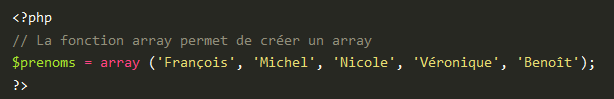 <?php
// La fonction array permet de créer un array
$prenoms = array ('François', 'Michel', 'Nicole', 'Véronique', 'Benoît');
?>